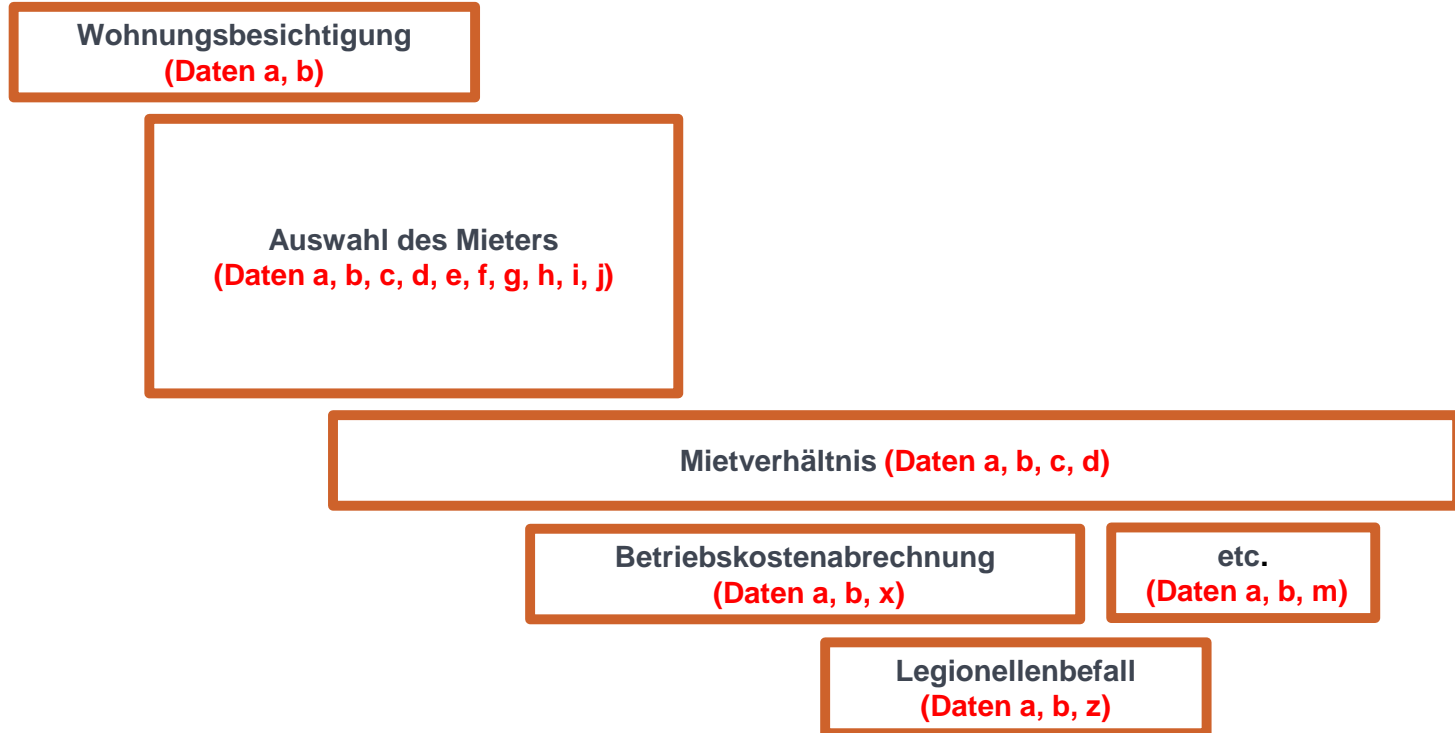 Wohnungsbesichtigung
(Daten a, b)
Auswahl des Mieters
(Daten a, b, c, d, e, f, g, h, i, j)
Mietverhältnis (Daten a, b, c, d)
Betriebskostenabrechnung
(Daten a, b, x)
etc.
(Daten a, b, m)
Legionellenbefall
(Daten a, b, z)